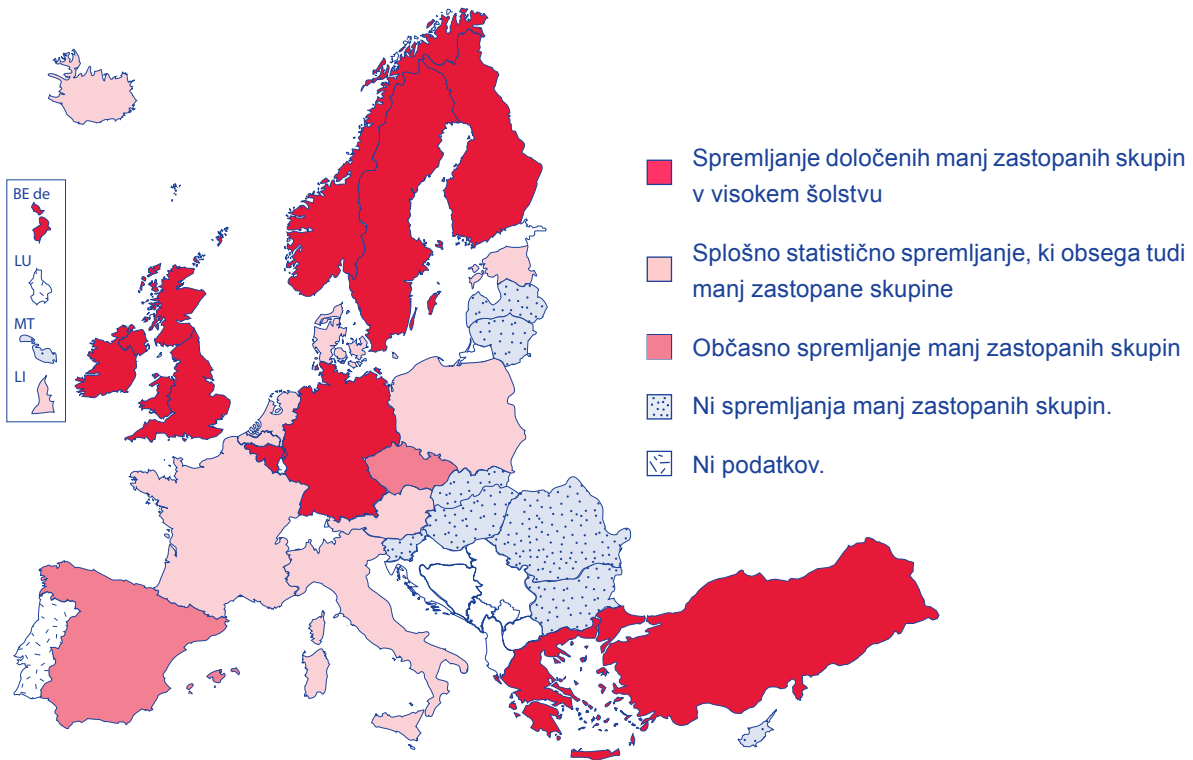 BE de
LU
MT
LI
Spremljanje določenih manj zastopanih skupin
v visokem šolstvu
Splošno statistično spremljanje, ki obsega tudi
manj zastopane skupine
Občasno spremljanje manj zastopanih skupin
Ni spremljanja manj zastopanih skupin.
Ni podatkov.